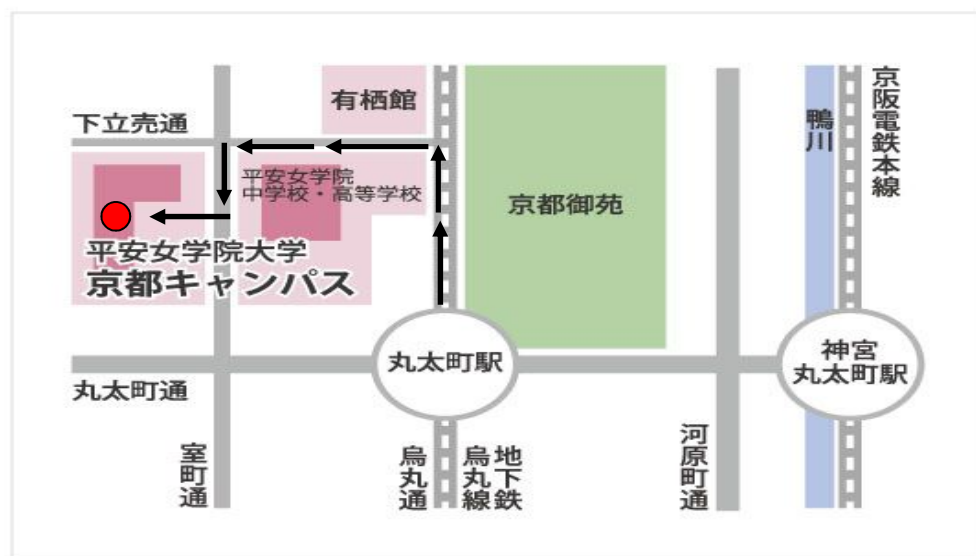 有栖館
下立売通
平安女学院
中学校・高等学校
平安女学院大学
京都キャンパス
京都御苑
鴨川
京阪電鉄本線
丸太町駅
神宮
丸太町駅
丸太町通
室町通
烏丸通
地下鉄
烏丸線
河原町通